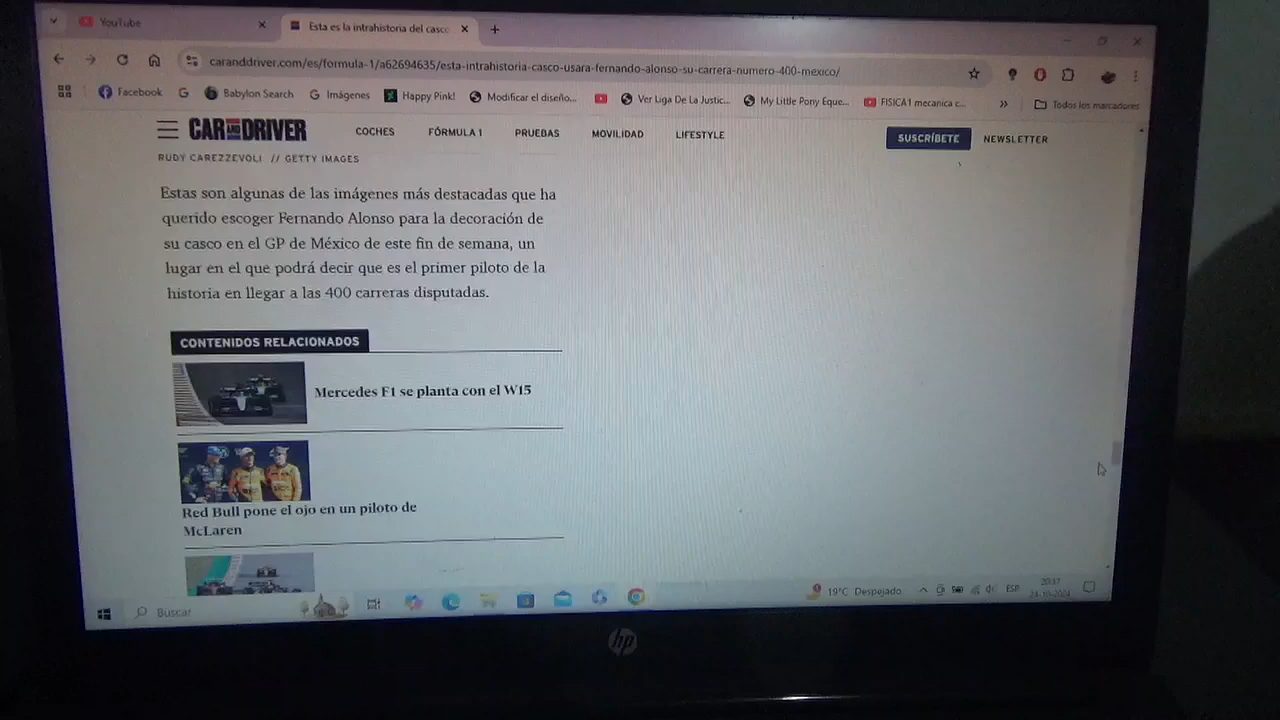 YouTube
Esta es la intrahistoria del casco
caranddriver.com/es/formula-1/a62694635/esta-intrahistoria-casco-usara-fernando-alonso-su-carrera-numero-400-mexico/
Facebook
Babylon Search
Imágenes
Happy Pink!
Modificar el diseño...
Ver Liga De La Justic...
My Little Pony Eque...
FISICA1 mecanica c...
Todos los marcadores
CAR AND DRIVER
COCHES
FÓRMULA 1
PRUEBAS
MOVILIDAD
LIFESTYLE
SUSCRÍBETE
NEWSLETTER
RUDY CAREZZEVOLI // GETTY IMAGES
Estas son algunas de las imágenes más destacadas que ha
querido escoger Fernando Alonso para la decoración de
su casco en el GP de México de este fin de semana, un
lugar en el que podrá decir que es el primer piloto de la
historia en llegar a las 400 carreras disputadas.
CONTENIDOS RELACIONADOS
Mercedes F1 se planta con el W15
Red Bull pone el ojo en un piloto de
McLaren
Buscar
19°C Despejado
ESP
hp